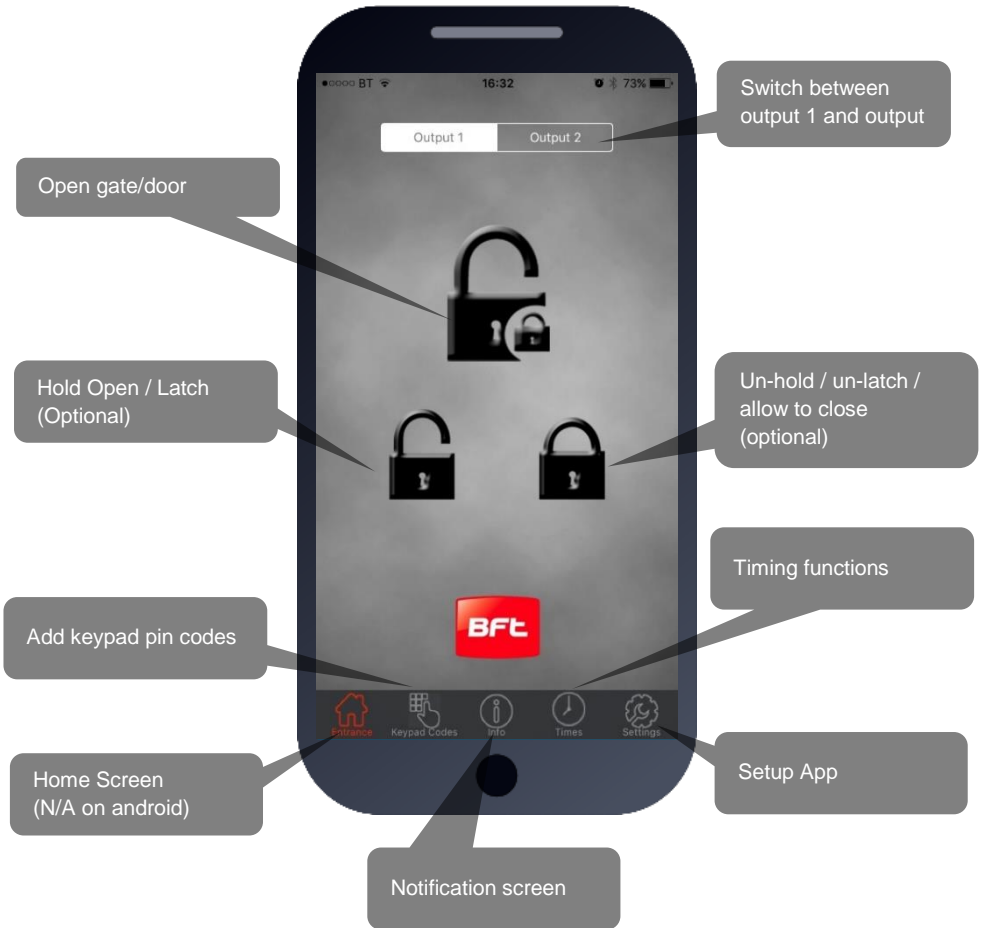 BT 16:32 73%
Switch between
output 1 and output
Output 1 Output 2
Open gate/door
Hold Open / Latch
(Optional)
Un-hold / un-latch /
allow to close
(optional)
Timing functions
BFt
Add keypad pin codes
Entrance Keypad Codes Info Times Settings
Home Screen
(N/A on android)
Setup App
Notification screen